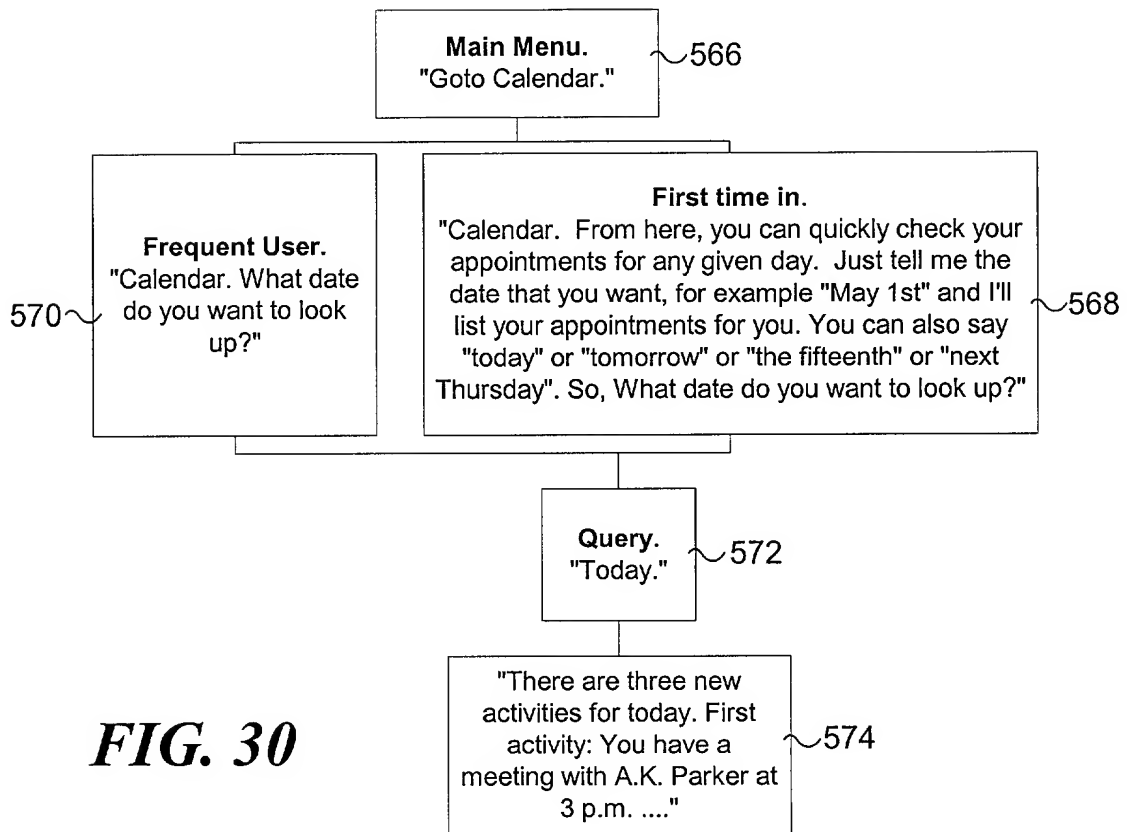 Main Menu.
"Goto Calendar."
566
Frequent User.
"Calendar. What date
do you want to look
up?"
570
First time in.
"Calendar.  From here, you can quickly check your
appointments for any given day.  Just tell me the
date that you want, for example "May 1st" and I'll
list your appointments for you. You can also say
"today" or "tomorrow" or "the fifteenth" or "next
Thursday". So, What date do you want to look up?"
568
Query.
"Today."
572
"There are three new
activities for today. First
activity: You have a
meeting with A.K. Parker at
3 p.m. ...."
574
FIG. 30